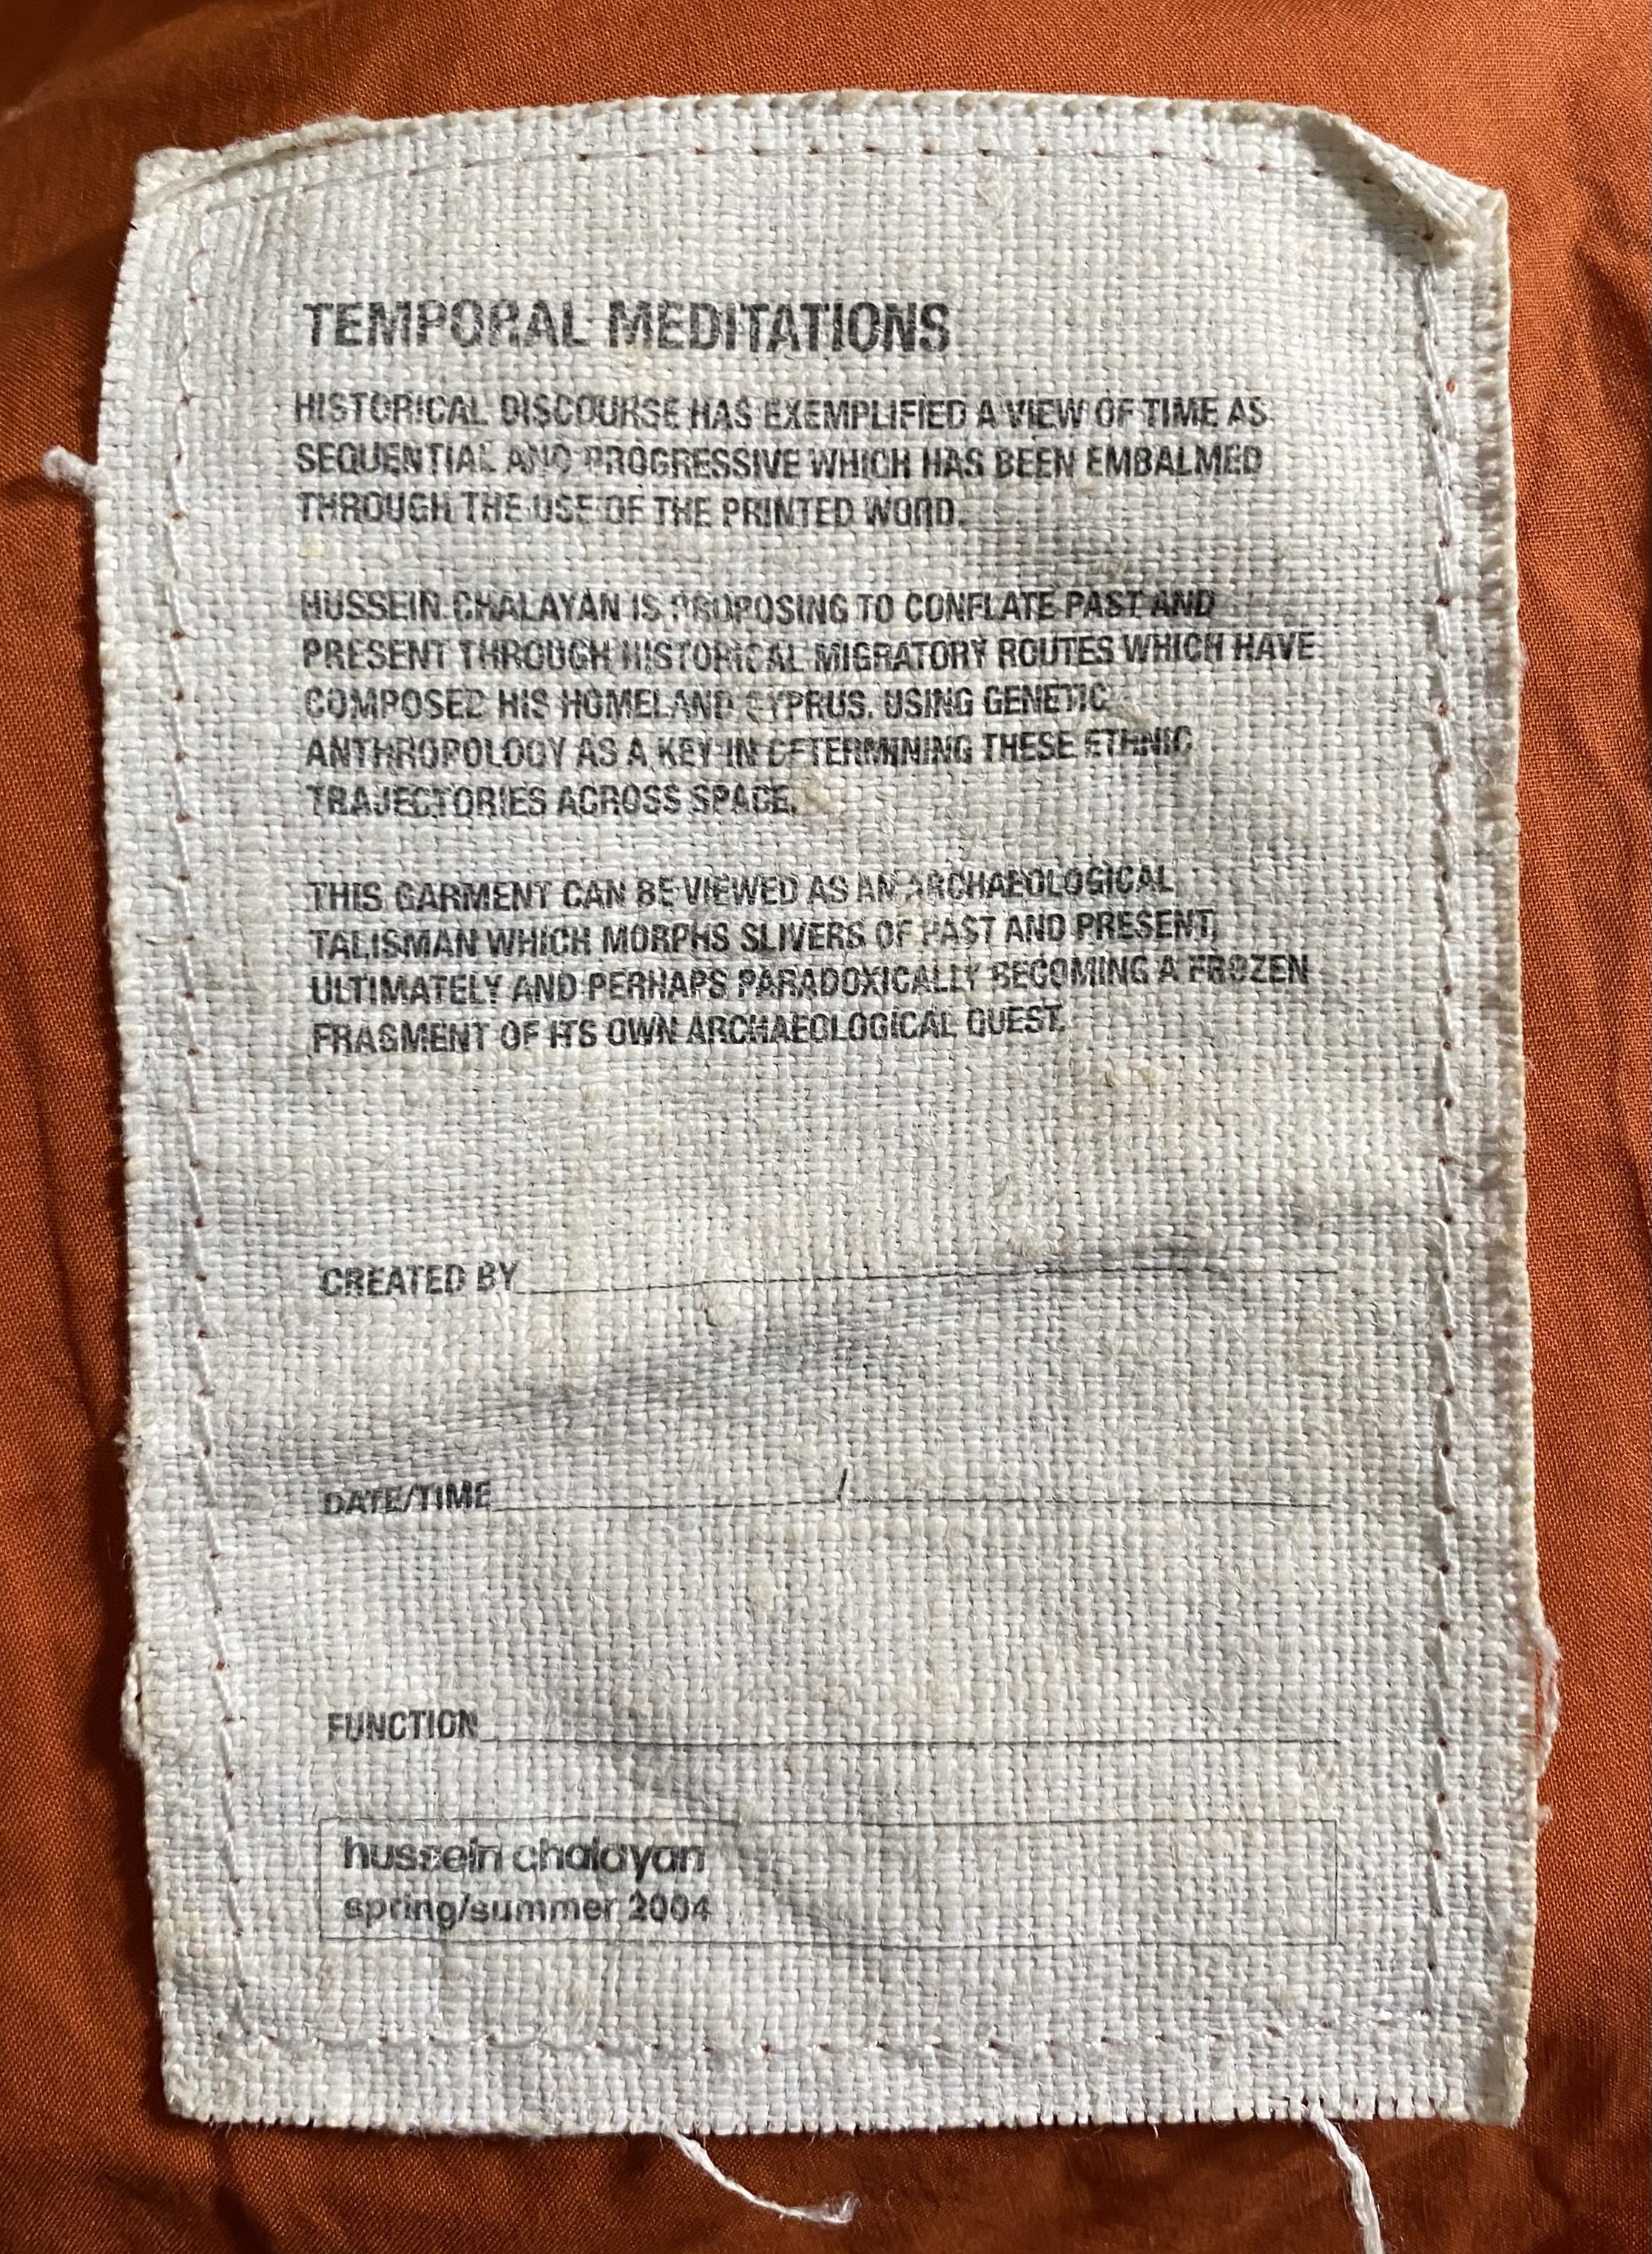 TEMPORAL MEDITATIONS
HISTORICAL DISCOURSE HAS EXEMPLIFIED A VIEW OF TIME AS
SEQUENTIAL AND PROGRESSIVE WHICH HAS BEEN EMBALMED
THROUGH THE USE OF THE PRINTED WORD.
HUSSEIN CHALAYAN IS PROPOSING TO CONFLATE PAST AND
PRESENT THROUGH HISTORICAL MIGRATORY ROUTES WHICH HAVE
COMPOSED HIS HOMELAND CYPRUS, USING GENETIC
ANTHROPOLOGY AS A KEY IN DETERMINING THESE ETHNIC
TRAJECTORIES ACROSS SPACE.
THIS GARMENT CAN BE VIEWED AS AN ARCHAEOLOGICAL
TALISMAN WHICH MORPHS SLIVERS OF PAST AND PRESENT,
ULTIMATELY AND PERHAPS PARADOXICALLY BECOMING A FROZEN
FRAGMENT OF ITS OWN ARCHAEOLOGICAL QUEST.
CREATED BY
DATE/TIME /
FUNCTION
hussein chalayan
spring/summer 2004